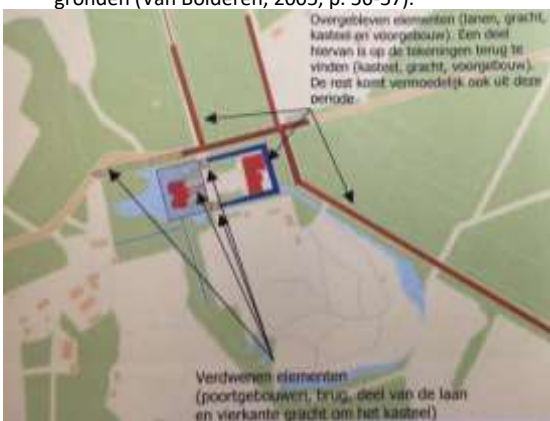 gronden (Van Bolderen, 2005, p. 56-57).
Overgebleven elementen (lanen, gracht,
kasteel en voorgebouw). Een deel
hiervan is op de tekeningen terug te
vinden (kasteel, gracht, voorgebouw).
De rest komt vermoedelijk ook uit deze
periode
Verdwenen elementen
(poortgebouwen, brug, deel van de laan
en vierkante gracht om het kasteel)